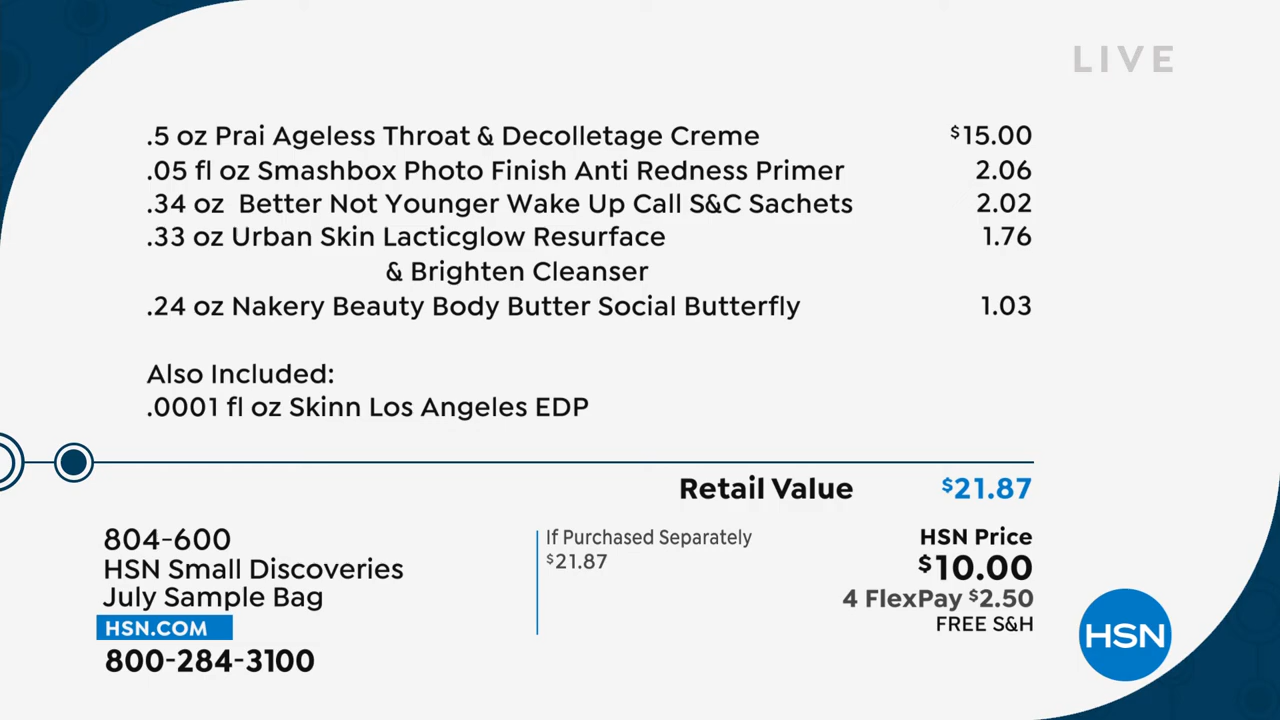 LIVE
.5 oz Prai Ageless Throat & Decolletage Creme $15.00
.05 fl oz Smashbox Photo Finish Anti Redness Primer 2.06
.34 oz Better Not Younger Wake Up Call S&C Sachets 2.02
.33 oz Urban Skin Lacticglow Resurface 1.76
& Brighten Cleanser
.24 oz Nakery Beauty Body Butter Social Butterfly 1.03
Also Included:
.0001 fl oz Skinn Los Angeles EDP
Retail Value $21.87
804-600
HSN Small Discoveries
July Sample Bag
HSN.COM
800-284-3100
If Purchased Separately
$21.87
HSN Price
$10.00
4 FlexPay $2.50
FREE S&H
HSN